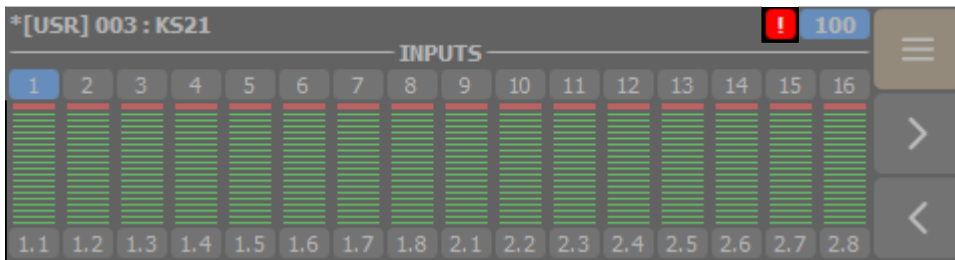 *[USR] 003 : KS21 ! 100
INPUTS
1 2 3 4 5 6 7 8 9 10 11 12 13 14 15 16
1.1 1.2 1.3 1.4 1.5 1.6 1.7 1.8 2.1 2.2 2.3 2.4 2.5 2.6 2.7 2.8